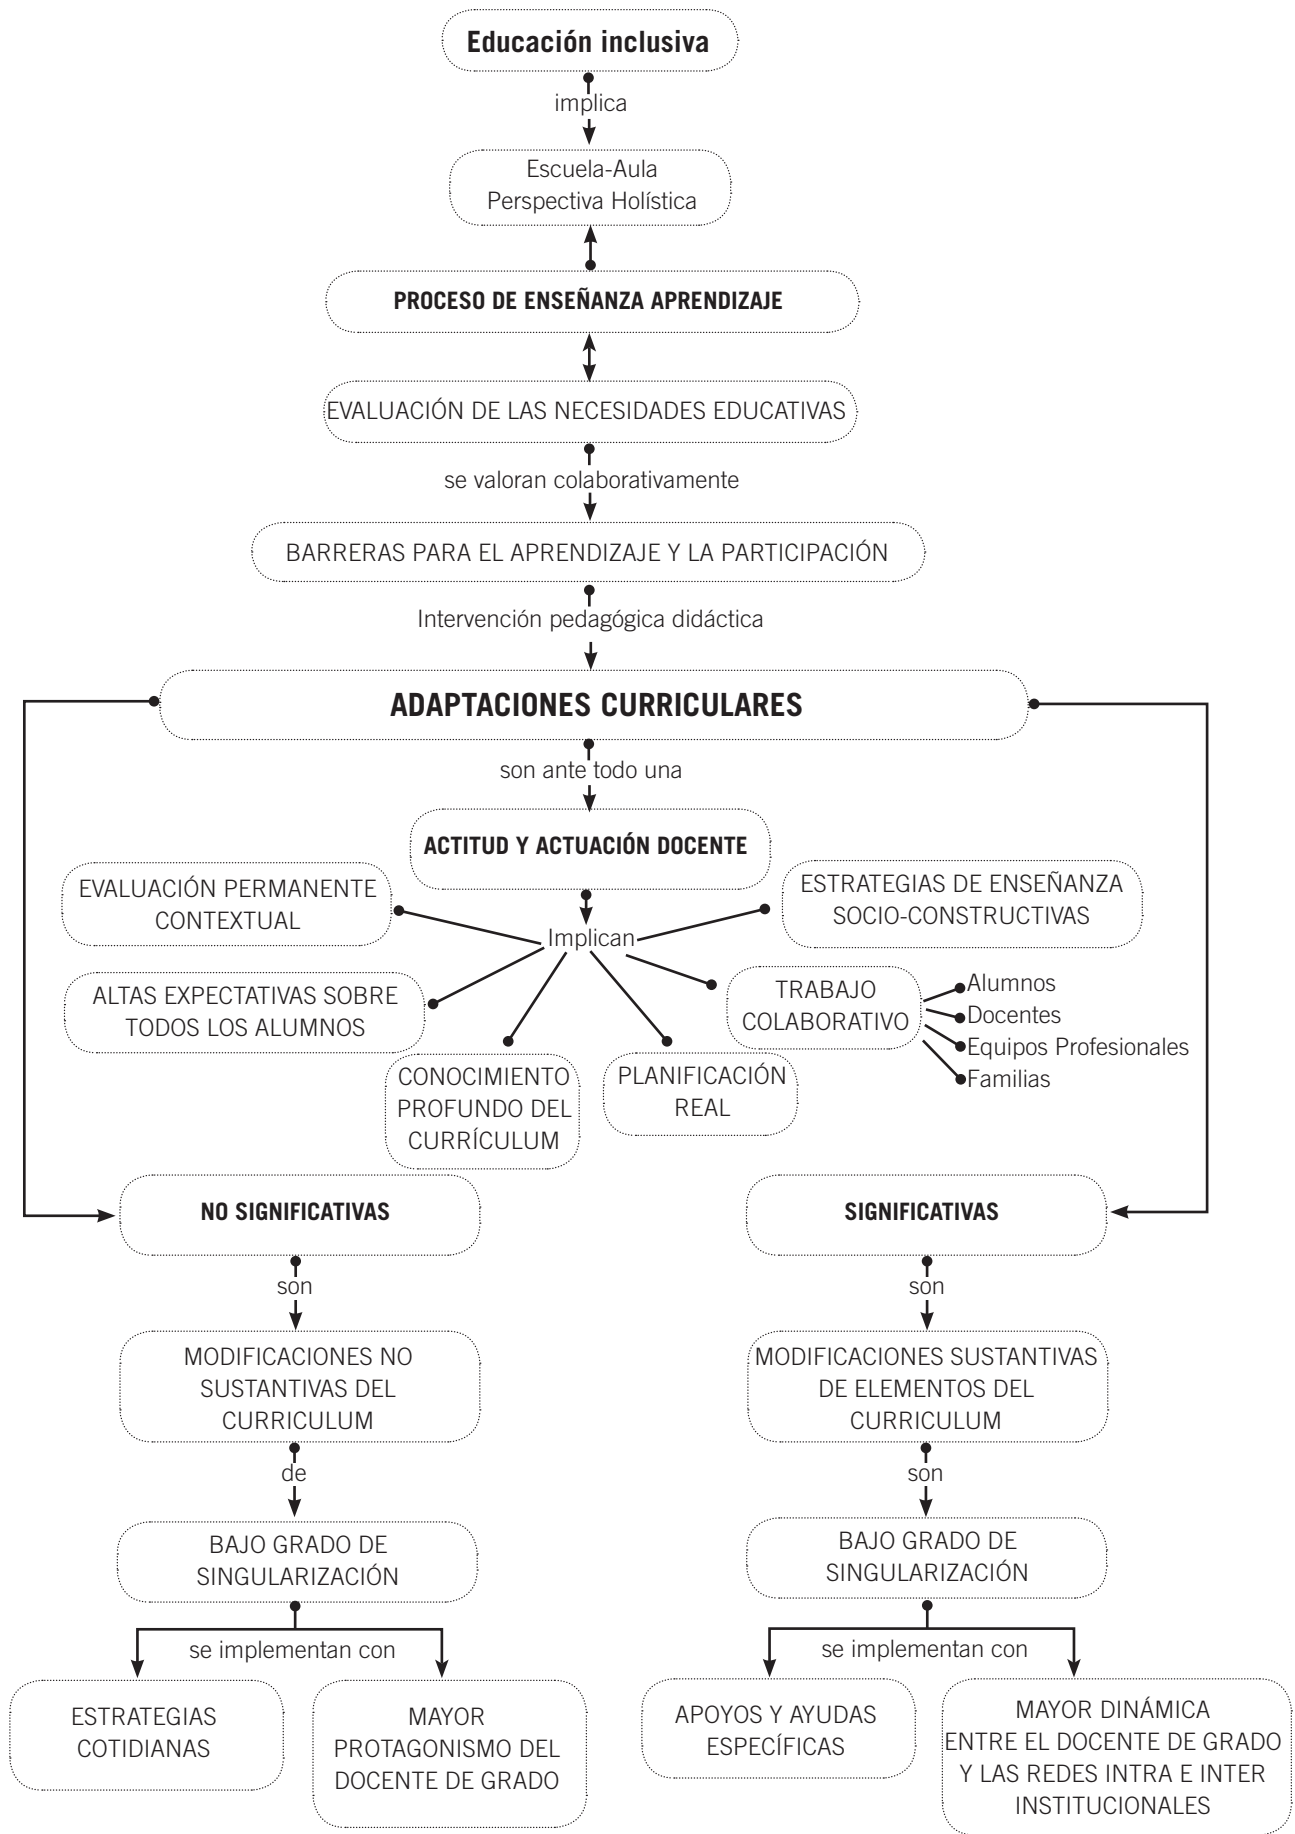 Educación inclusiva
implica
Escuela-Aula
Perspectiva Holística
PROCESO DE ENSEÑANZA APRENDIZAJE
EVALUACIÓN DE LAS NECESIDADES EDUCATIVAS
se valoran colaborativamente
BARRERAS PARA EL APRENDIZAJE Y LA PARTICIPACIÓN
Intervención pedagógica didáctica
ADAPTACIONES CURRICULARES
son ante todo una
ACTITUD Y ACTUACIÓN DOCENTE
Implican
EVALUACIÓN PERMANENTE
CONTEXTUAL
ALTAS EXPECTATIVAS SOBRE
TODOS LOS ALUMNOS
CONOCIMIENTO
PROFUNDO DEL
CURRÍCULUM
PLANIFICACIÓN
REAL
ESTRATEGIAS DE ENSEÑANZA
SOCIO-CONSTRUCTIVAS
TRABAJO
COLABORATIVO
Alumnos
Docentes
Equipos Profesionales
Familias
NO SIGNIFICATIVAS
son
MODIFICACIONES NO
SUSTANTIVAS DEL
CURRICULUM
de
BAJO GRADO DE
SINGULARIZACIÓN
se implementan con
ESTRATEGIAS
COTIDIANAS
MAYOR
PROTAGONISMO DEL
DOCENTE DE GRADO
SIGNIFICATIVAS
son
MODIFICACIONES SUSTANTIVAS
DE ELEMENTOS DEL
CURRICULUM
son
BAJO GRADO DE
SINGULARIZACIÓN
se implementan con
APOYOS Y AYUDAS
ESPECÍFICAS
MAYOR DINÁMICA
ENTRE EL DOCENTE DE GRADO
Y LAS REDES INTRA E INTER
INSTITUCIONALES